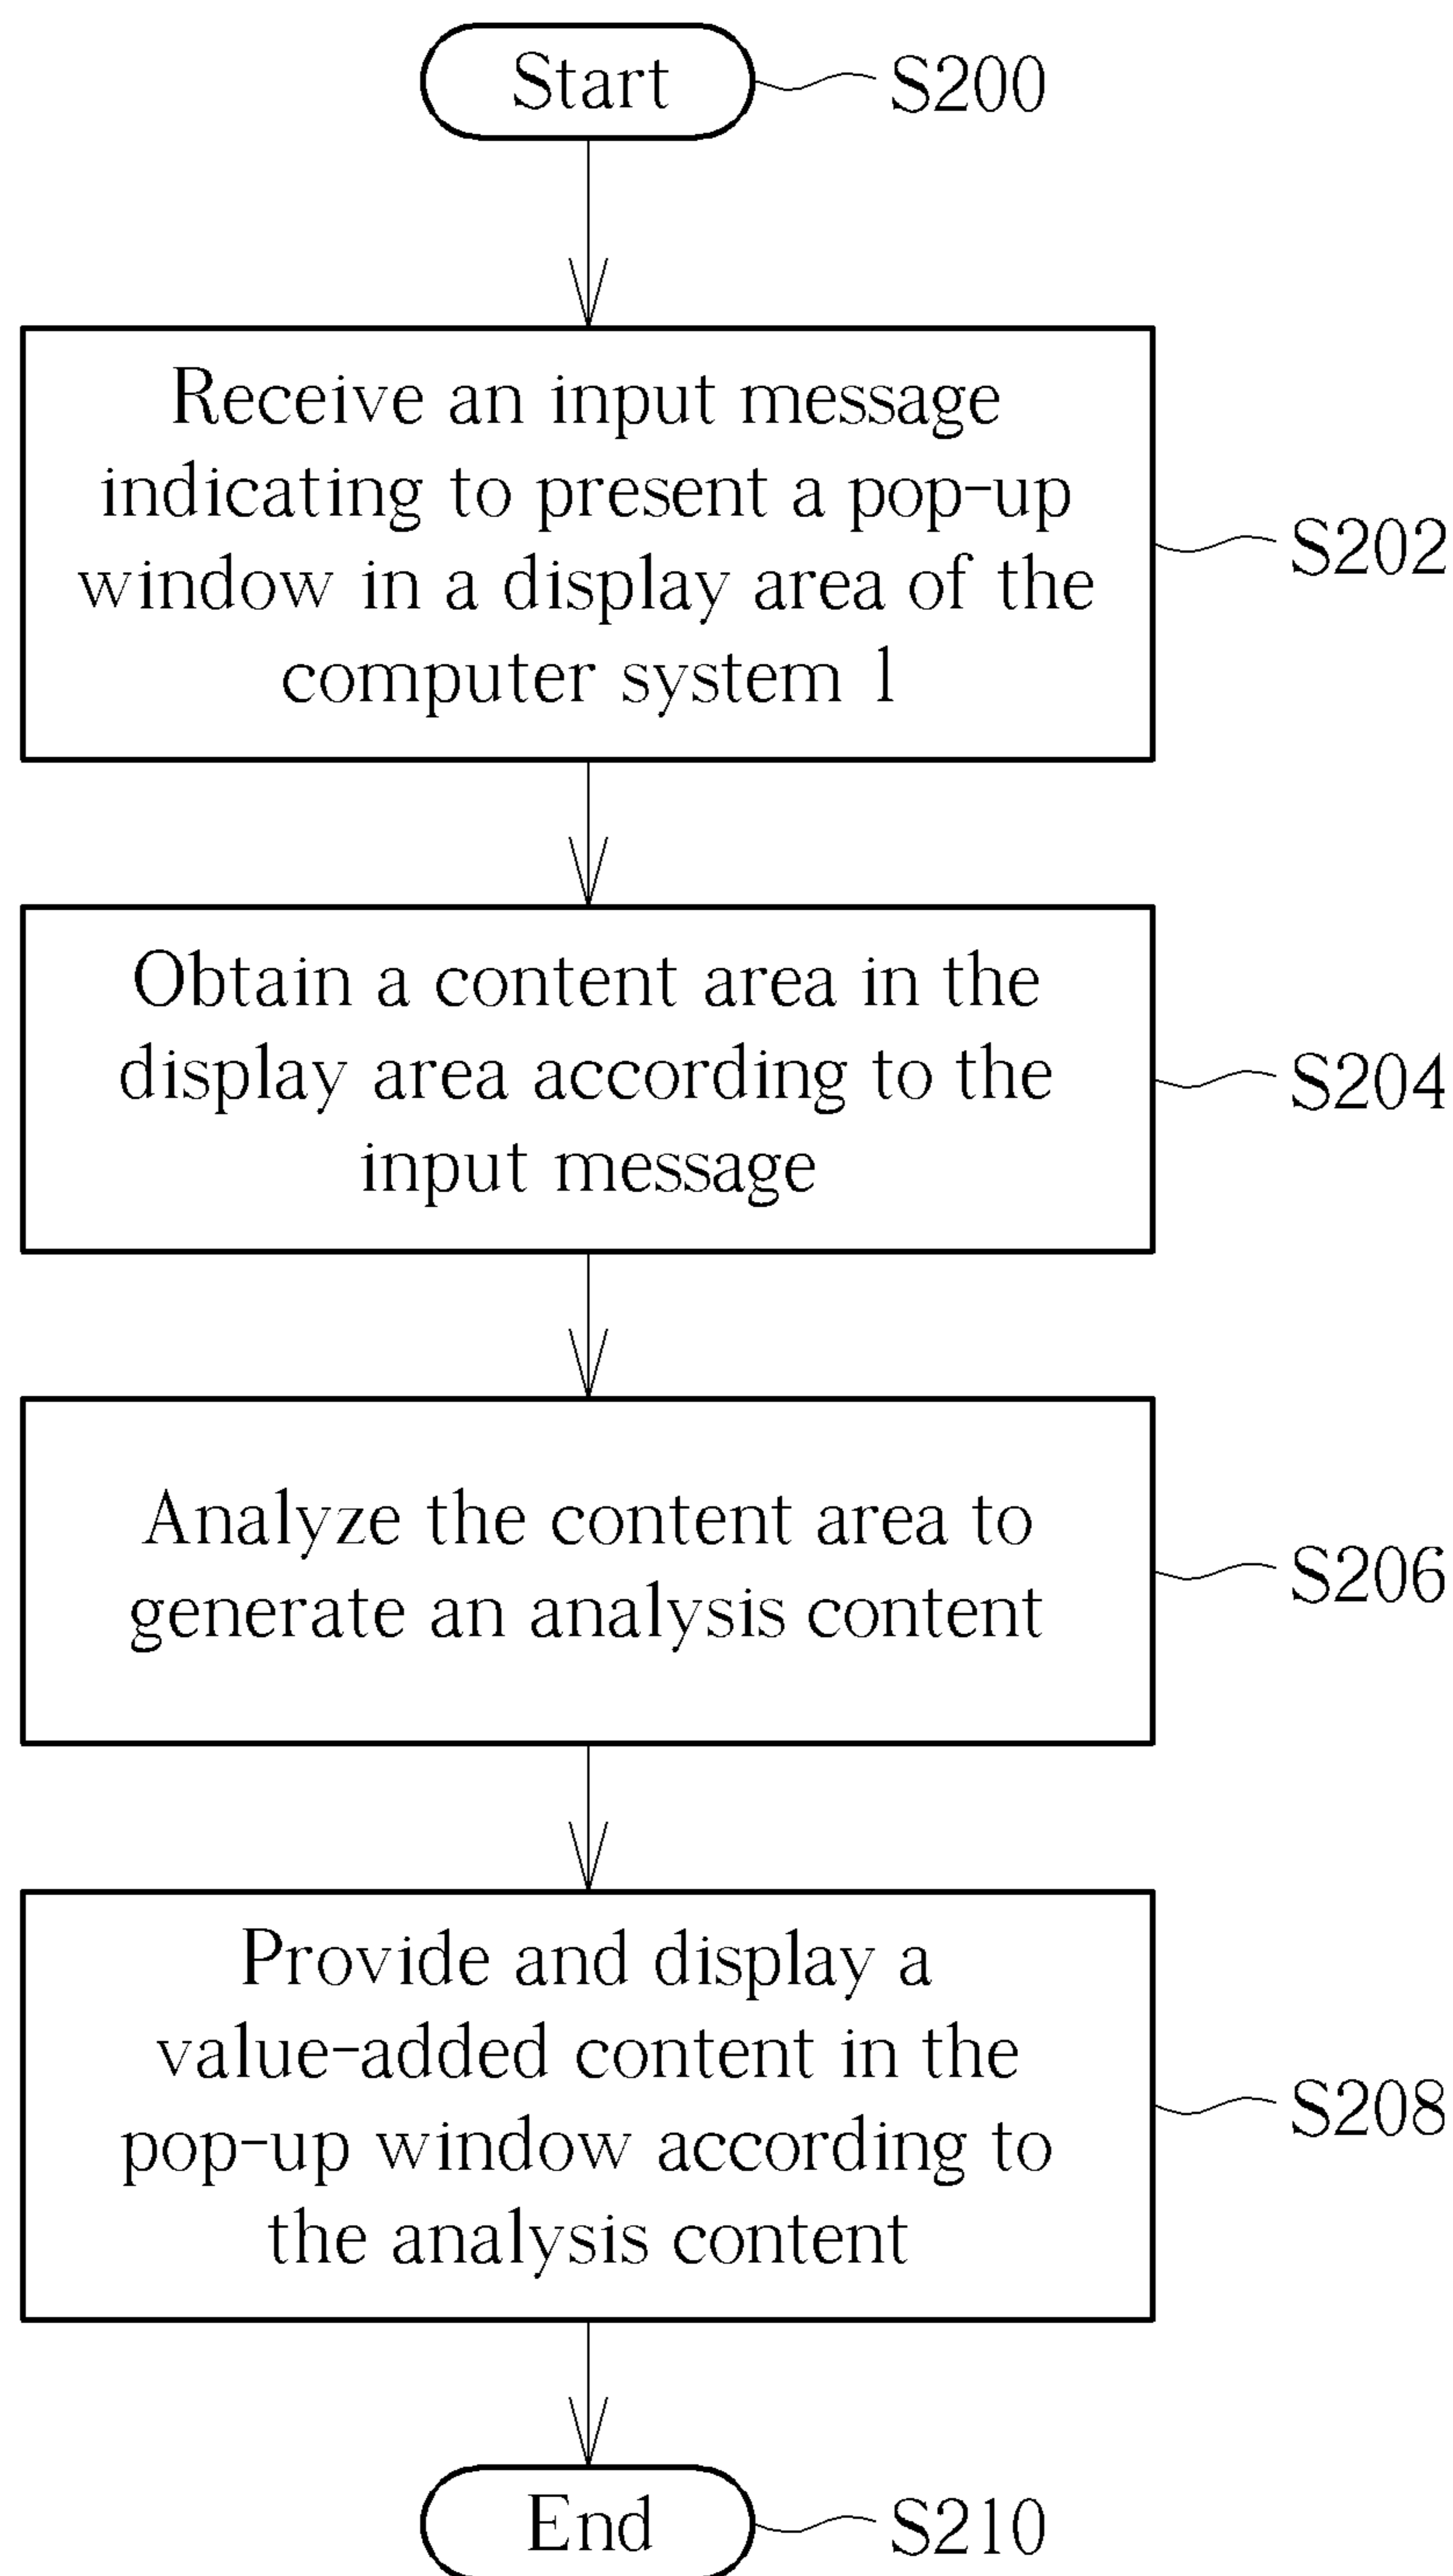 Start
S200
Receive an input message
indicating to present a pop-up
window in a display area of the
computer system 1
S202
Obtain a content area in the
display area according to the
input message
S204
Analyze the content area to
generate an analysis content
S206
Provide and display a
value-added content in the
pop-up window according to
the analysis content
S208
End
S210